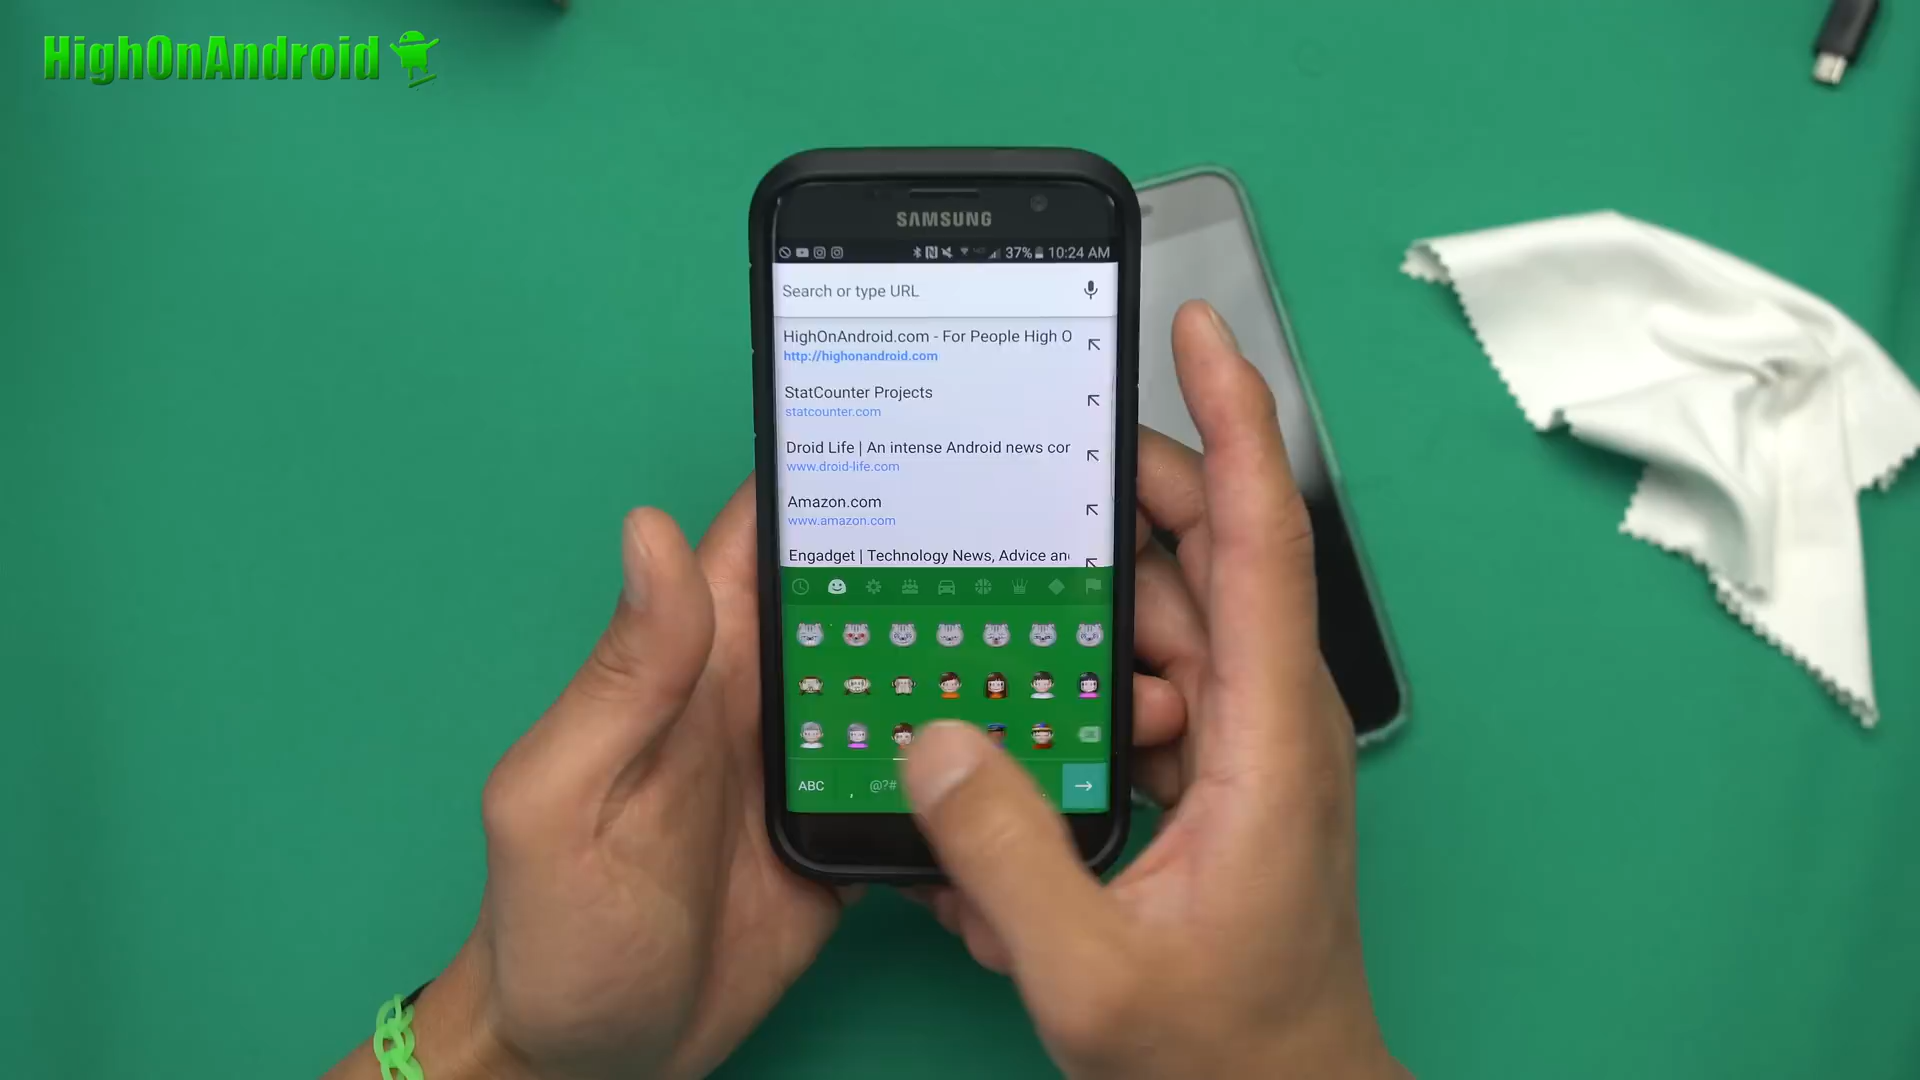 HighOnAndroid
SAMSUNG
37% 10:24 AM
Search or type URL
HighOnAndroid.com - For People High O
http://highonandroid.com
StatCounter Projects
statcounter.com
Droid Life | An intense Android news cor
www.droid-life.com
Amazon.com
www.amazon.com
Engadget | Technology News, Advice an
ABC , @?# .